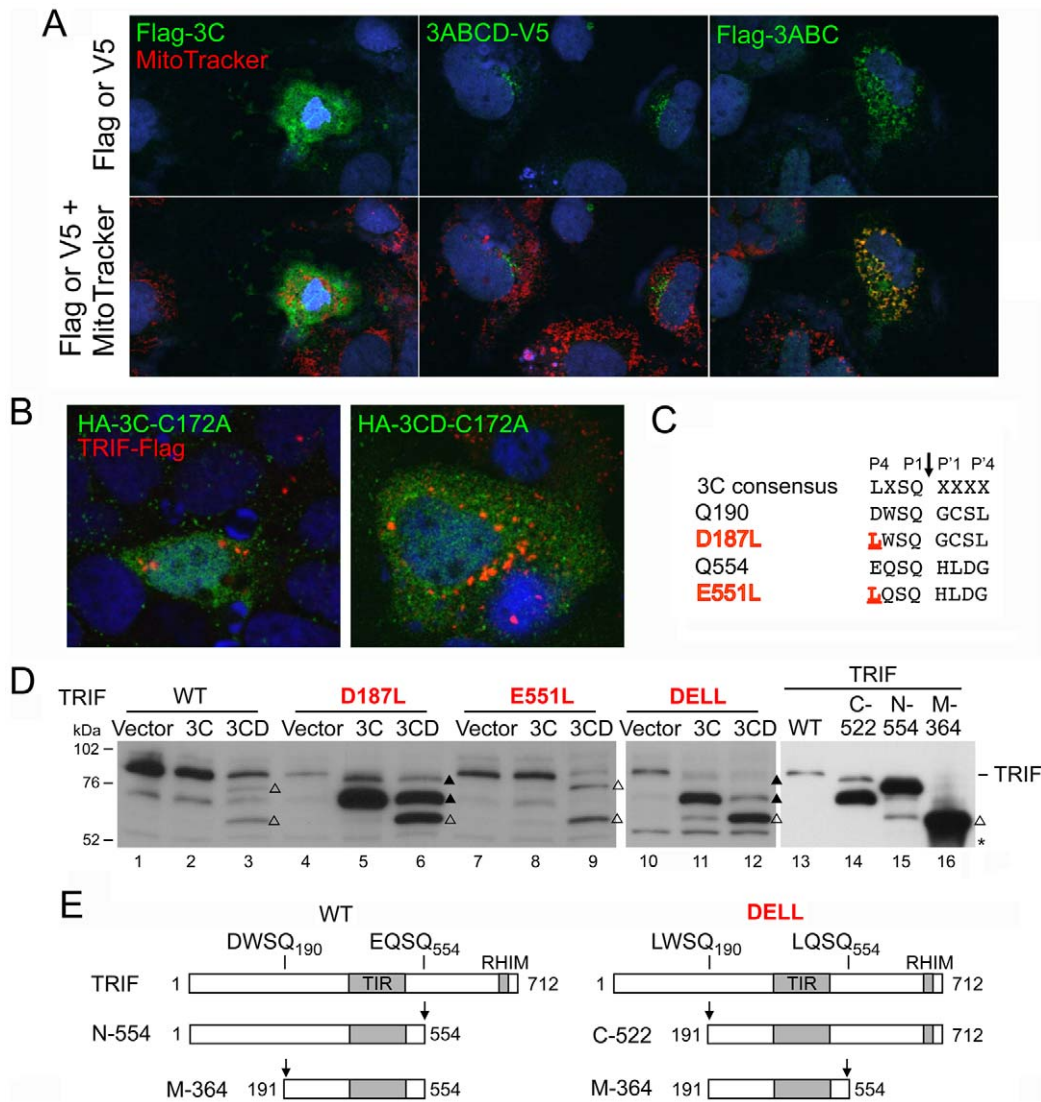 A
Flag-3C
MitoTracker
3ABCD-V5
Flag-3ABC
Flag or V5
Flag or V5 +
MitoTracker
B
HA-3C-C172A
TRIF-Flag
HA-3CD-C172A
C
P4 P1 P'1 P'4
3C consensus LXSQ XXXX
Q190 DWSQ GCSL
D187L LWSQ GCSL
Q554 EQSQ HLDG
E551L LQSQ HLDG
D
TRIF WT D187L E551L DELL TRIF
kDa Vector 3C 3CD Vector 3C 3CD Vector 3C 3CD Vector 3C 3CD WT C-522 N-554 M-364
102
76
52
TRIF
*
1 2 3 4 5 6 7 8 9 10 11 12 13 14 15 16
E
WT
DWSQ190 EQSQ554
RHIM
TRIF 1 TIR 712
N-554 1 554
M-364 191 554
DELL
LWSQ190 LQSQ554
RHIM
1 TIR 712
C-522 191 712
M-364 191 554